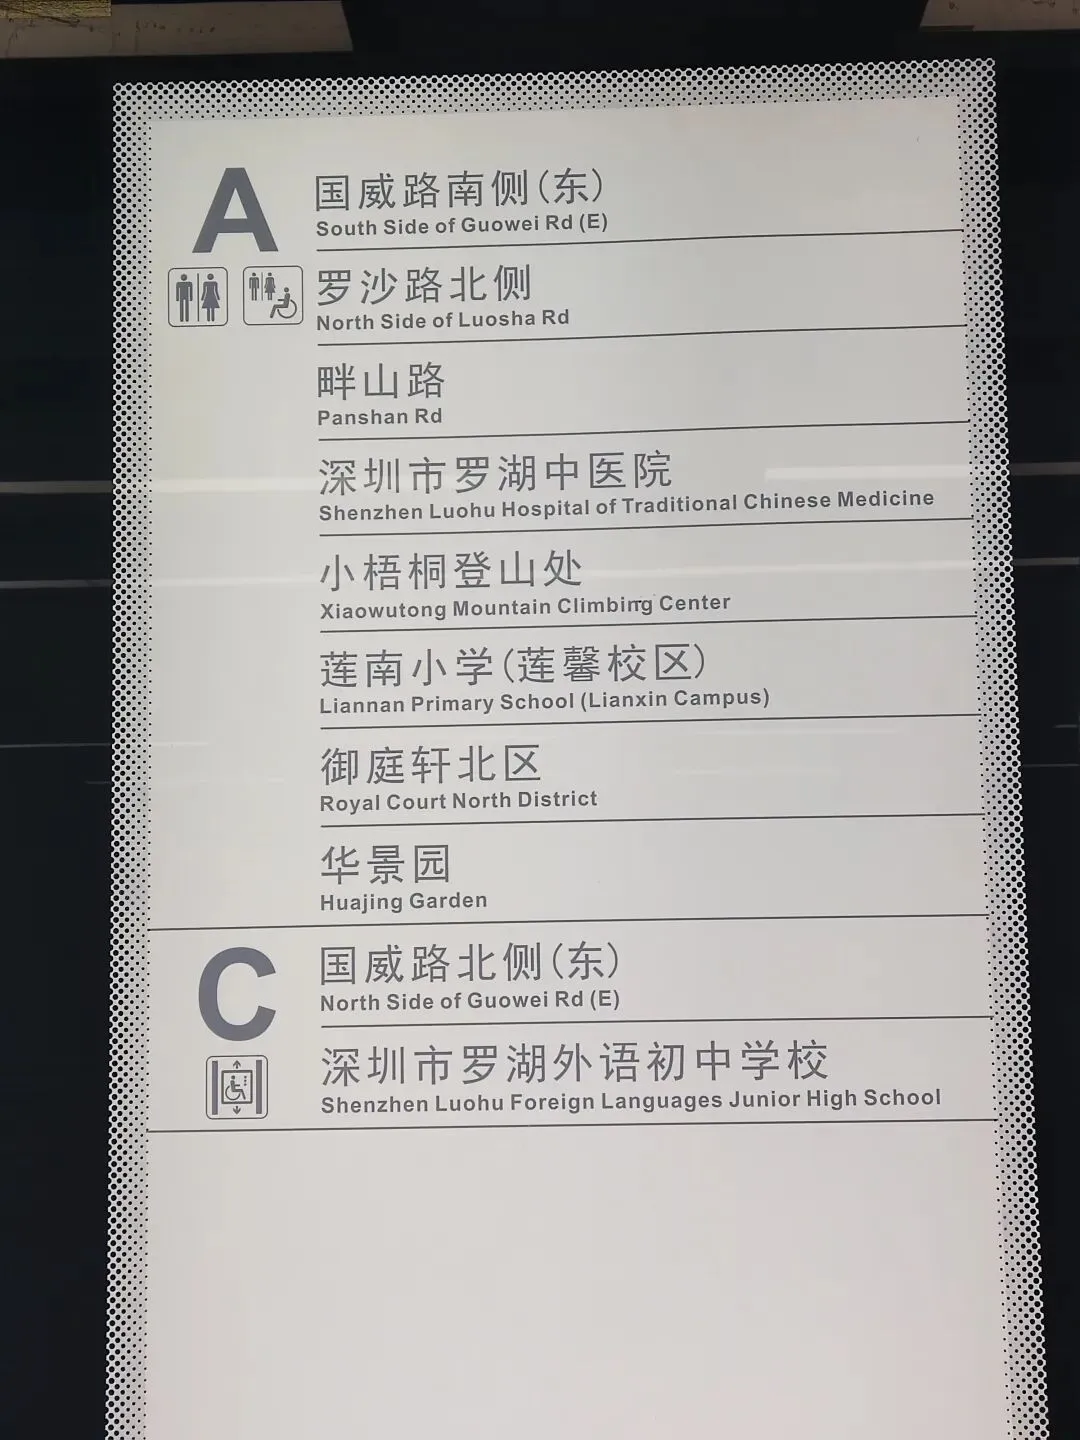 A
国威路南侧(东)
South Side of Guowei Rd (E)
罗沙路北侧
North Side of Luosha Rd
畔山路
Panshan Rd
深圳市罗湖中医院
Shenzhen Luohu Hospital of Traditional Chinese Medicine
小梧桐登山处
Xiaowutong Mountain Climbing Center
莲南小学(莲馨校区)
Liannan Primary School (Lianxin Campus)
御庭轩北区
Royal Court North District
华景园
Huajing Garden
C
国威路北侧(东)
North Side of Guowei Rd (E)
深圳市罗湖外语初中学校
Shenzhen Luohu Foreign Languages Junior High School